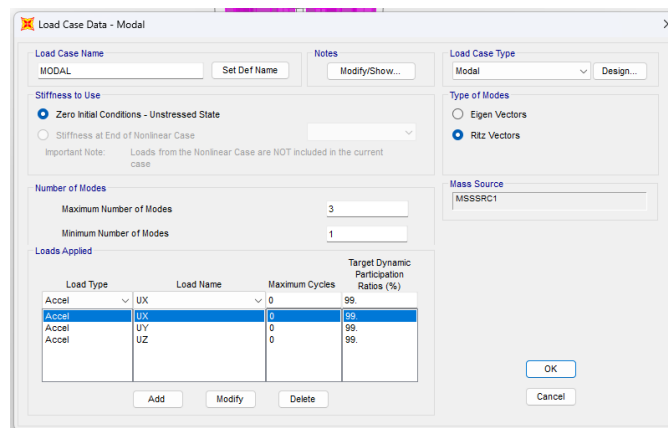 Load Case Data - Modal
Load Case Name
Notes
Load Case Type
MODAL
Set Def Name
Modify/Show...
Modal
Design...
Stiffness to Use
Type of Modes
Zero Initial Conditions - Unstressed State
Eigen Vectors
Stiffness at End of Nonlinear Case
Ritz Vectors
Important Note: Loads from the Nonlinear Case are NOT included in the current
case
Number of Modes
Mass Source
Maximum Number of Modes 3
MSSSRC1
Minimum Number of Modes 1
Loads Applied
Load Type Load Name Maximum Cycles Target Dynamic
Participation
Ratios (%)
Accel UX 0 99.
Accel UX 0 99.
Accel UY 0 99.
Accel UZ 0 99.
Add Modify Delete
OK
Cancel